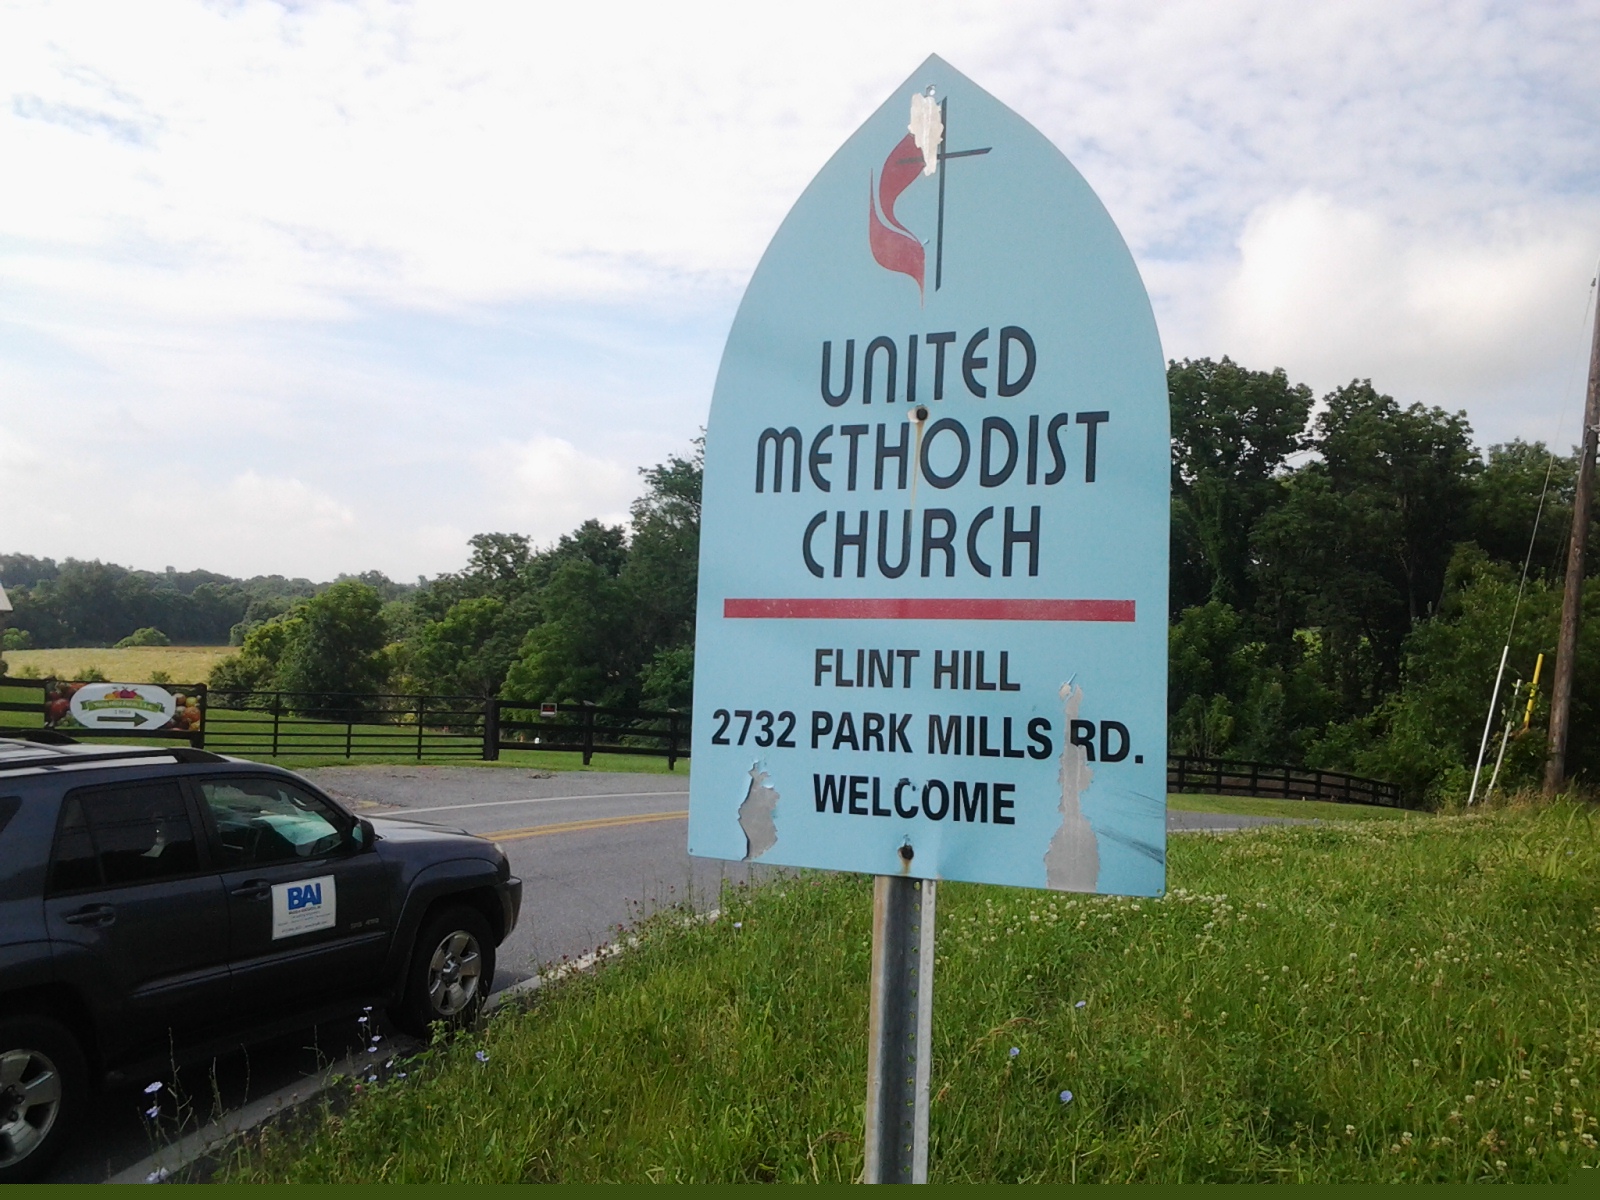 UNITED
METHODIST
CHURCH
FLINT HILL
2732 PARK MILLS RD.
WELCOME
BAI